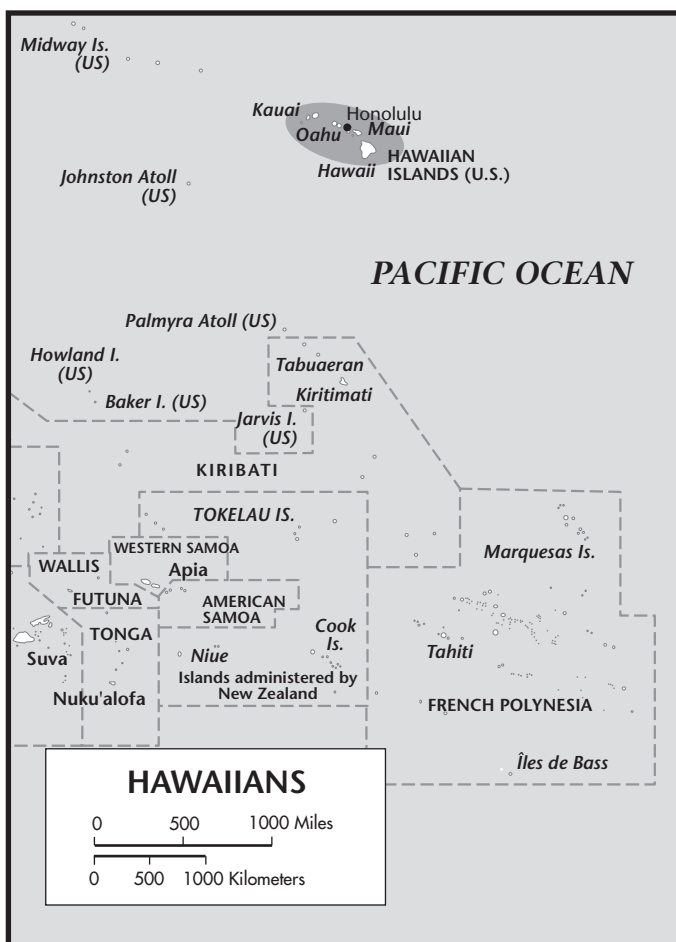 Midway Is.
(US)
Kauai
Honolulu
Oahu
Maui
HAWAIIAN
ISLANDS (U.S.)
Hawaii
Johnston Atoll
(US)
PACIFIC OCEAN
Palmyra Atoll (US)
Howland I.
(US)
Tabuaeran
Kiritimati
Baker I. (US)
Jarvis I.
(US)
KIRIBATI
TOKELAU IS.
Marquesas Is.
WESTERN SAMOA
WALLIS
Apia
FUTUNA
AMERICAN
SAMOA
TONGA
Cook
Is.
Suva
Niue
Tahiti
Islands administered by
New Zealand
Nuku'alofa
FRENCH POLYNESIA
Îles de Bass
HAWAIIANS
0 500 1000 Miles
0 500 1000 Kilometers